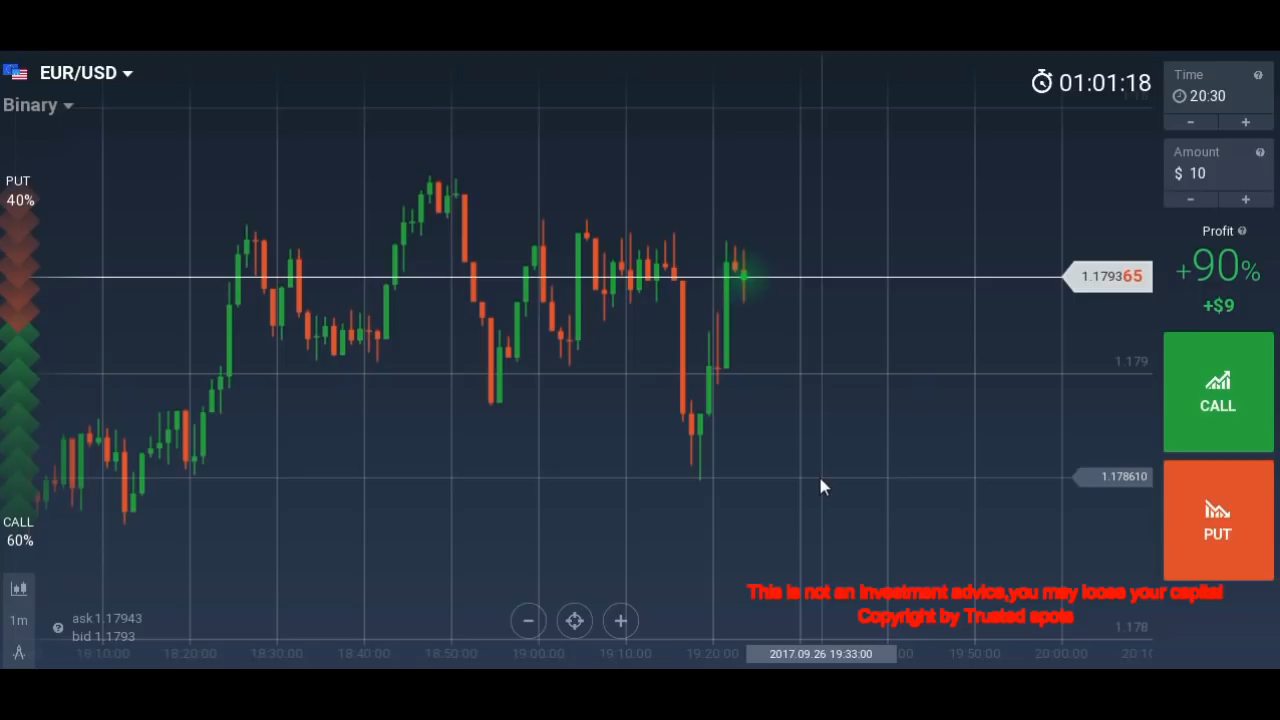 EUR/USD
01:01:18
Binary
Time
20:30
Amount
$ 10
PUT
40%
Profit
+90%
+$9
1.179365
1.179
CALL
CALL
60%
1.178610
PUT
This is not an investment advice,you may loose your capital
Copyright by Trusted spots
1m
ask 1.17943
bid 1.1793
1.178
18:10:00 18:20:00 18:30:00 18:40:00 18:50:00 19:00:00 19:10:00 19:20:00 2017.09.26 19:33:00 19:50:00 20:00:00